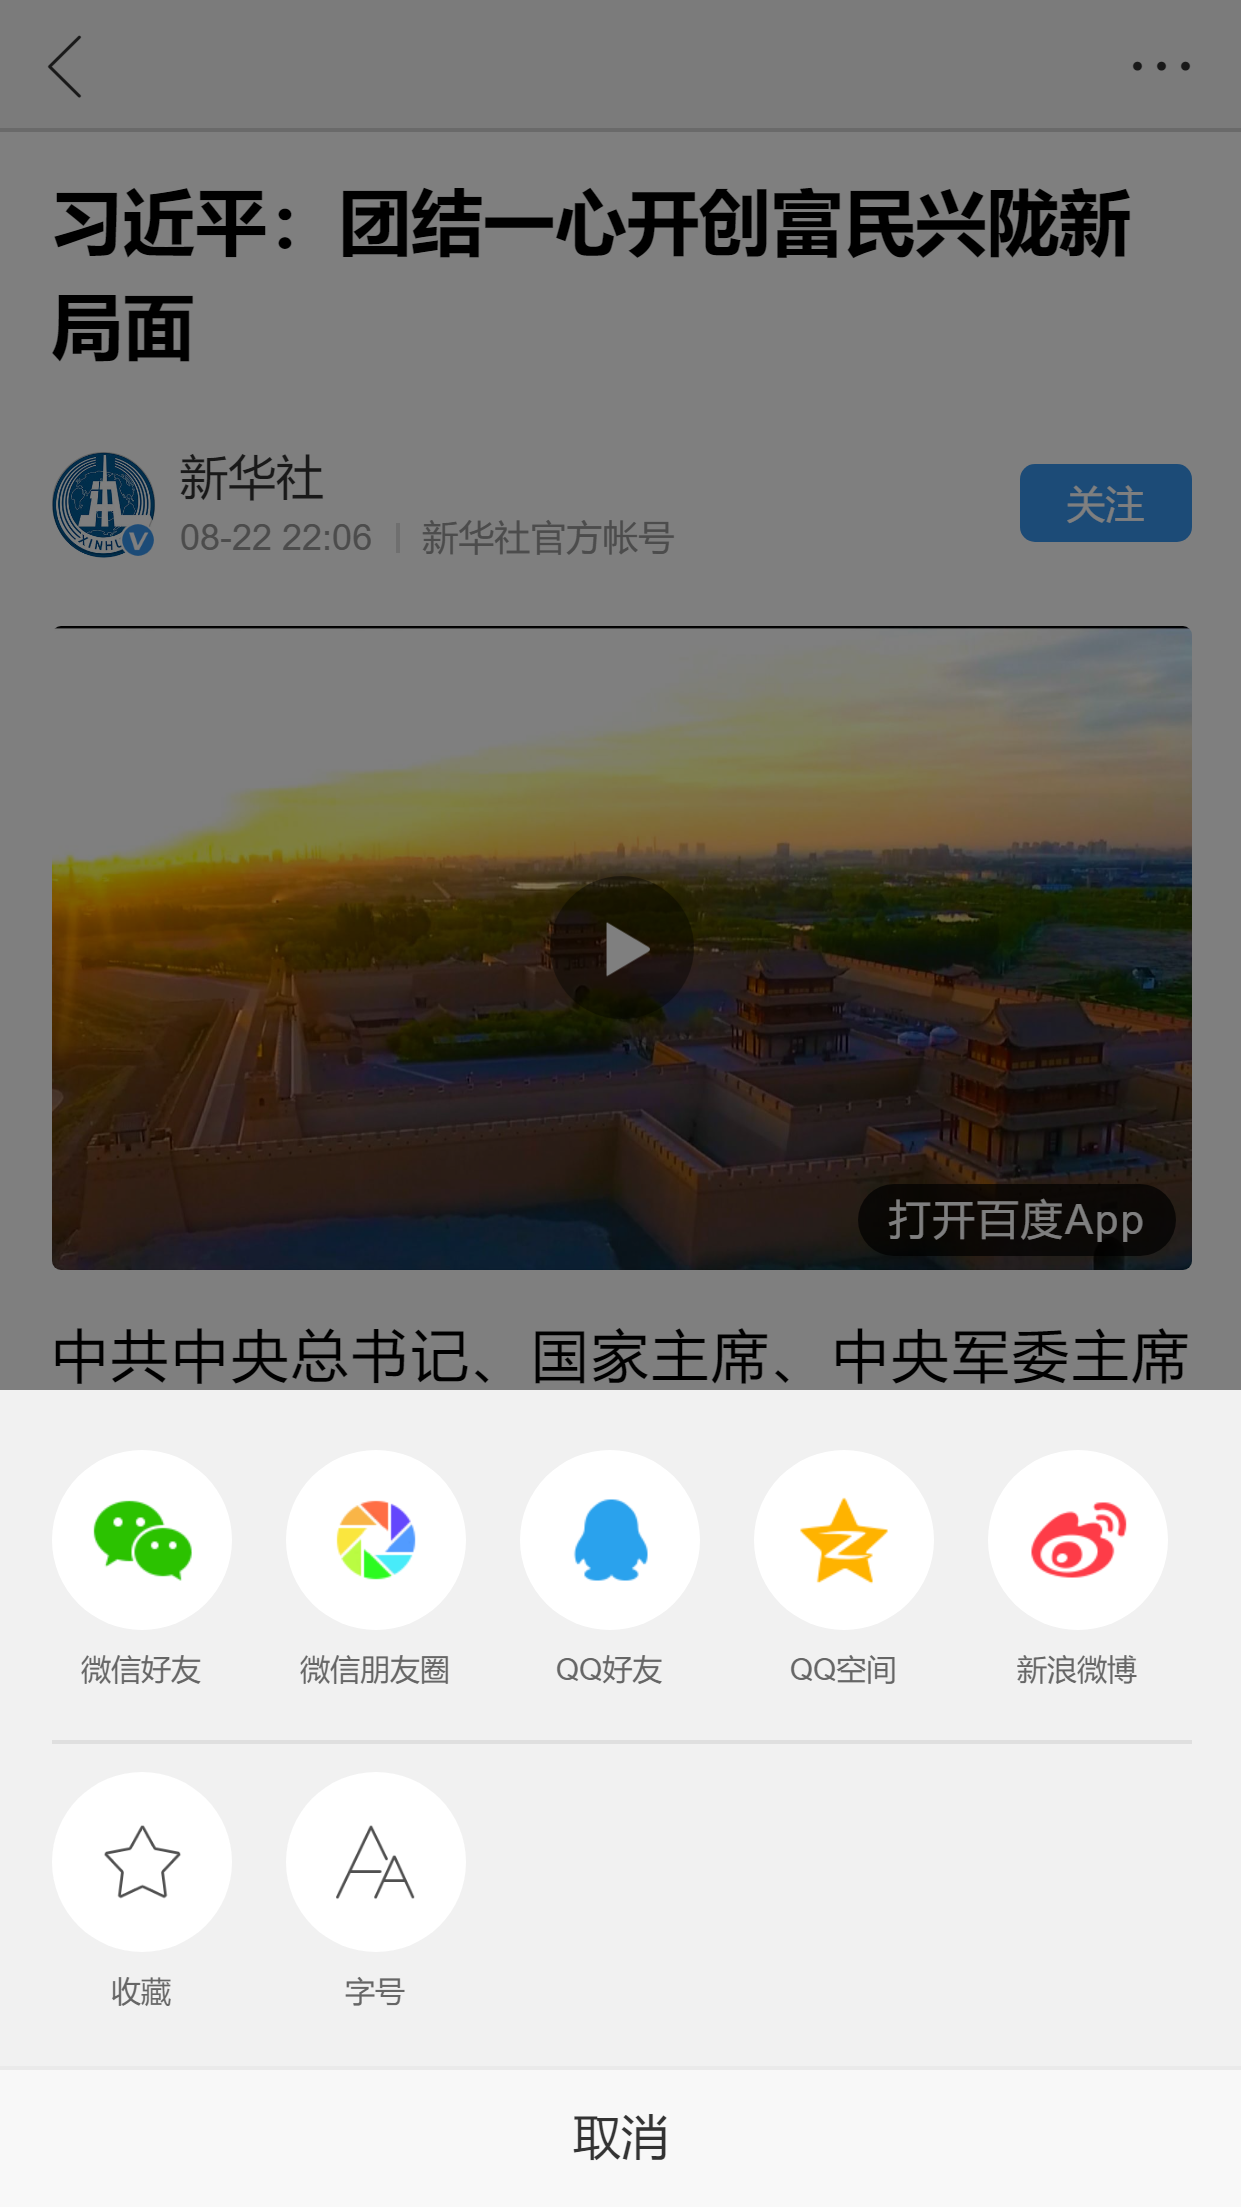 习近平：团结一心开创富民兴陇新
局面
新华社
08-22 22:06 | 新华社官方帐号
关注
XINHU
V
打开百度App
中共中央总书记、国家主席、中央军委主席
微信好友
微信朋友圈
QQ好友
QQ空间
新浪微博
收藏
字号
取消